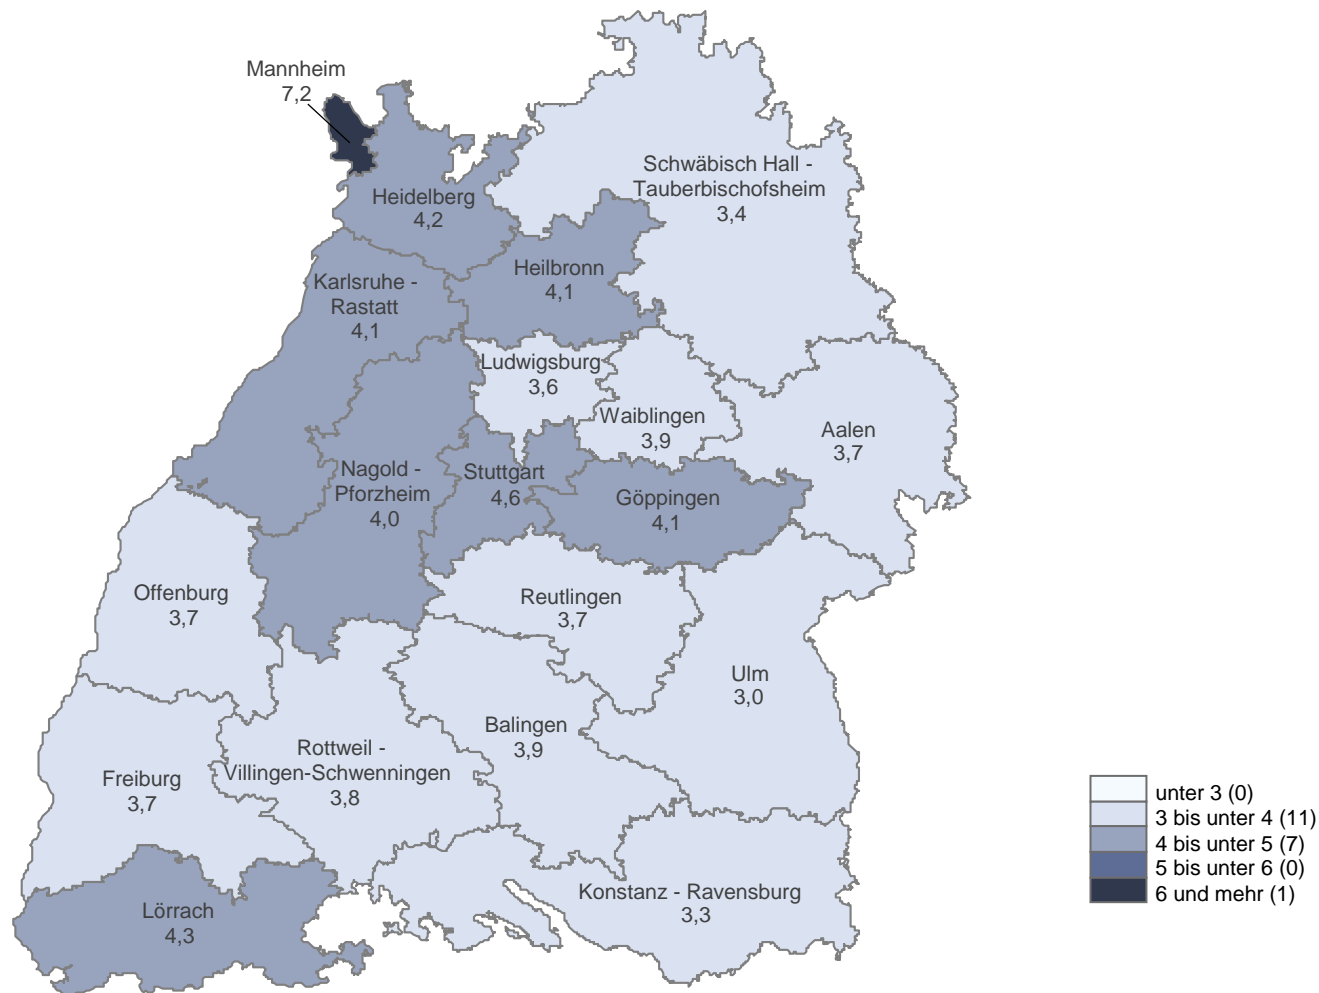 Mannheim
7,2
Schwäbisch Hall -
Tauberbischofsheim
3,4
Heidelberg
4,2
Heilbronn
4,1
Karlsruhe -
Rastatt
4,1
Ludwigsburg
3,6
Waiblingen
3,9
Aalen
3,7
Nagold -
Pforzheim
4,0
Stuttgart
4,6
Göppingen
4,1
Offenburg
3,7
Reutlingen
3,7
Ulm
3,0
Balingen
3,9
Rottweil -
Villingen-Schwenningen
3,8
Freiburg
3,7
Konstanz - Ravensburg
3,3
Lörrach
4,3
unter 3 (0)
3 bis unter 4 (11)
4 bis unter 5 (7)
5 bis unter 6 (0)
6 und mehr (1)